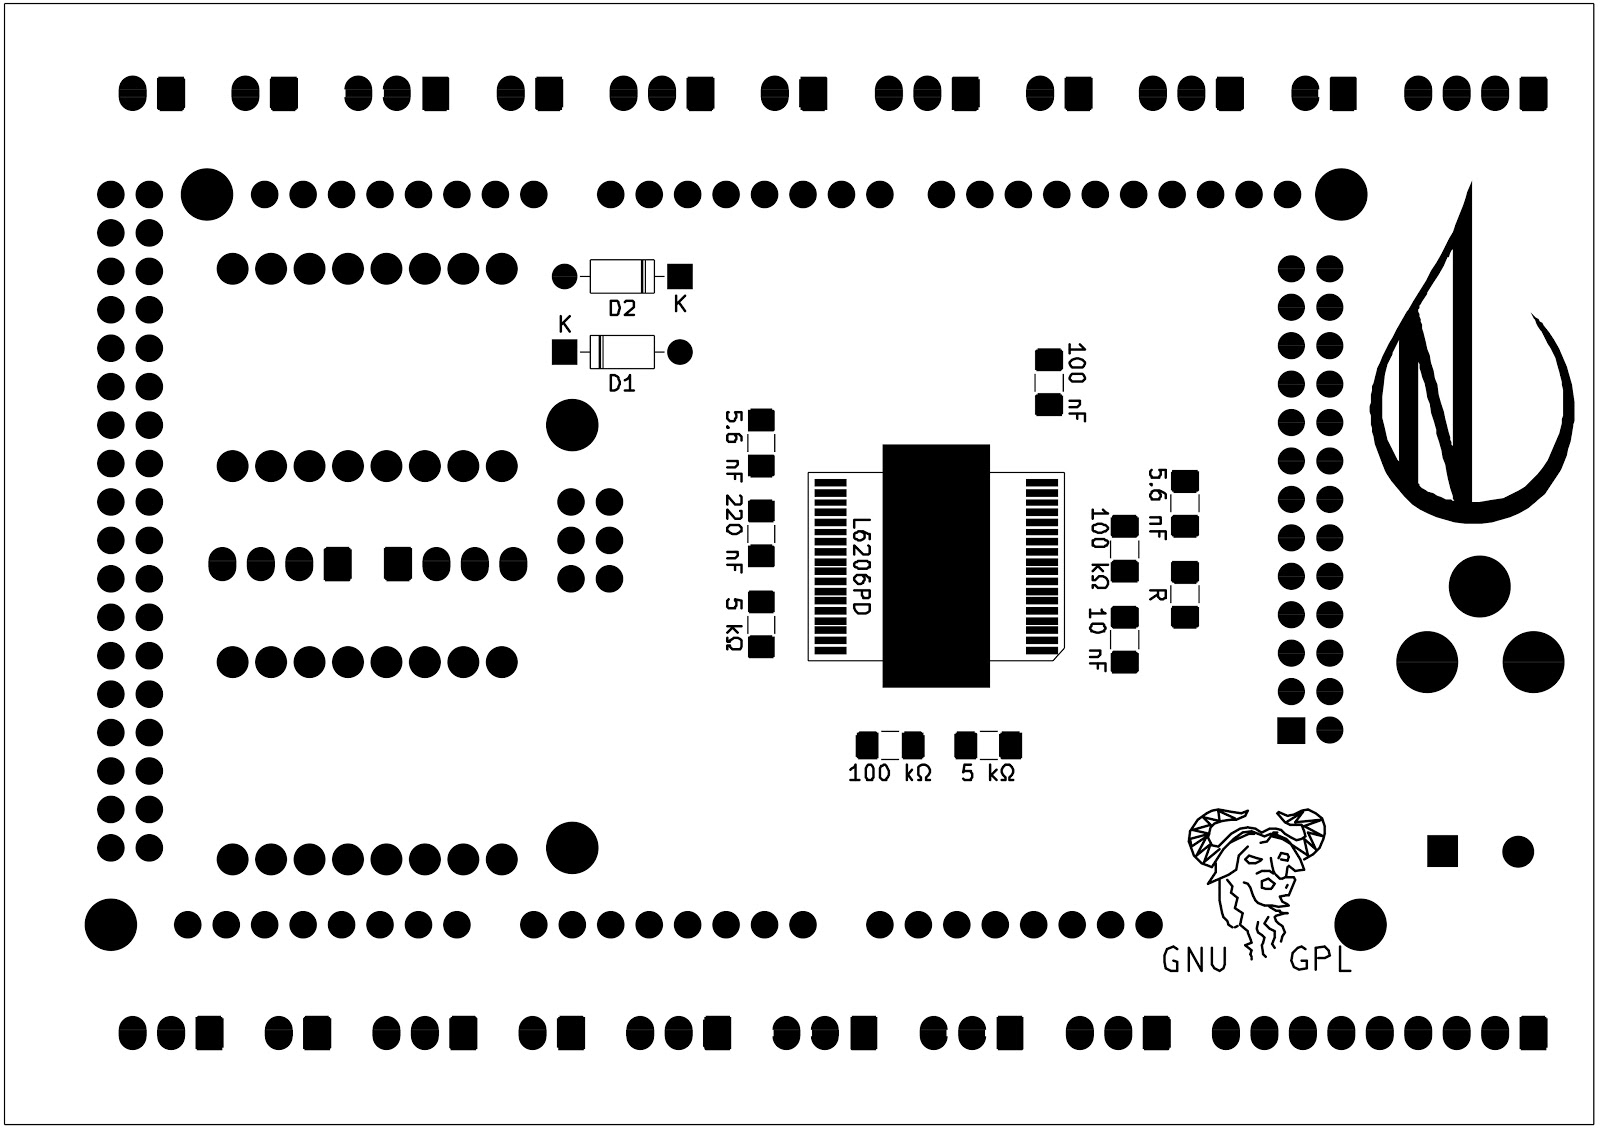 D2
K
K
D1
100 nF
5.6 nF
220 nF
5 kΩ
L6206PD
5.6 nF
100 kΩ
R
10 nF
100 kΩ
5 kΩ
GNU GPL